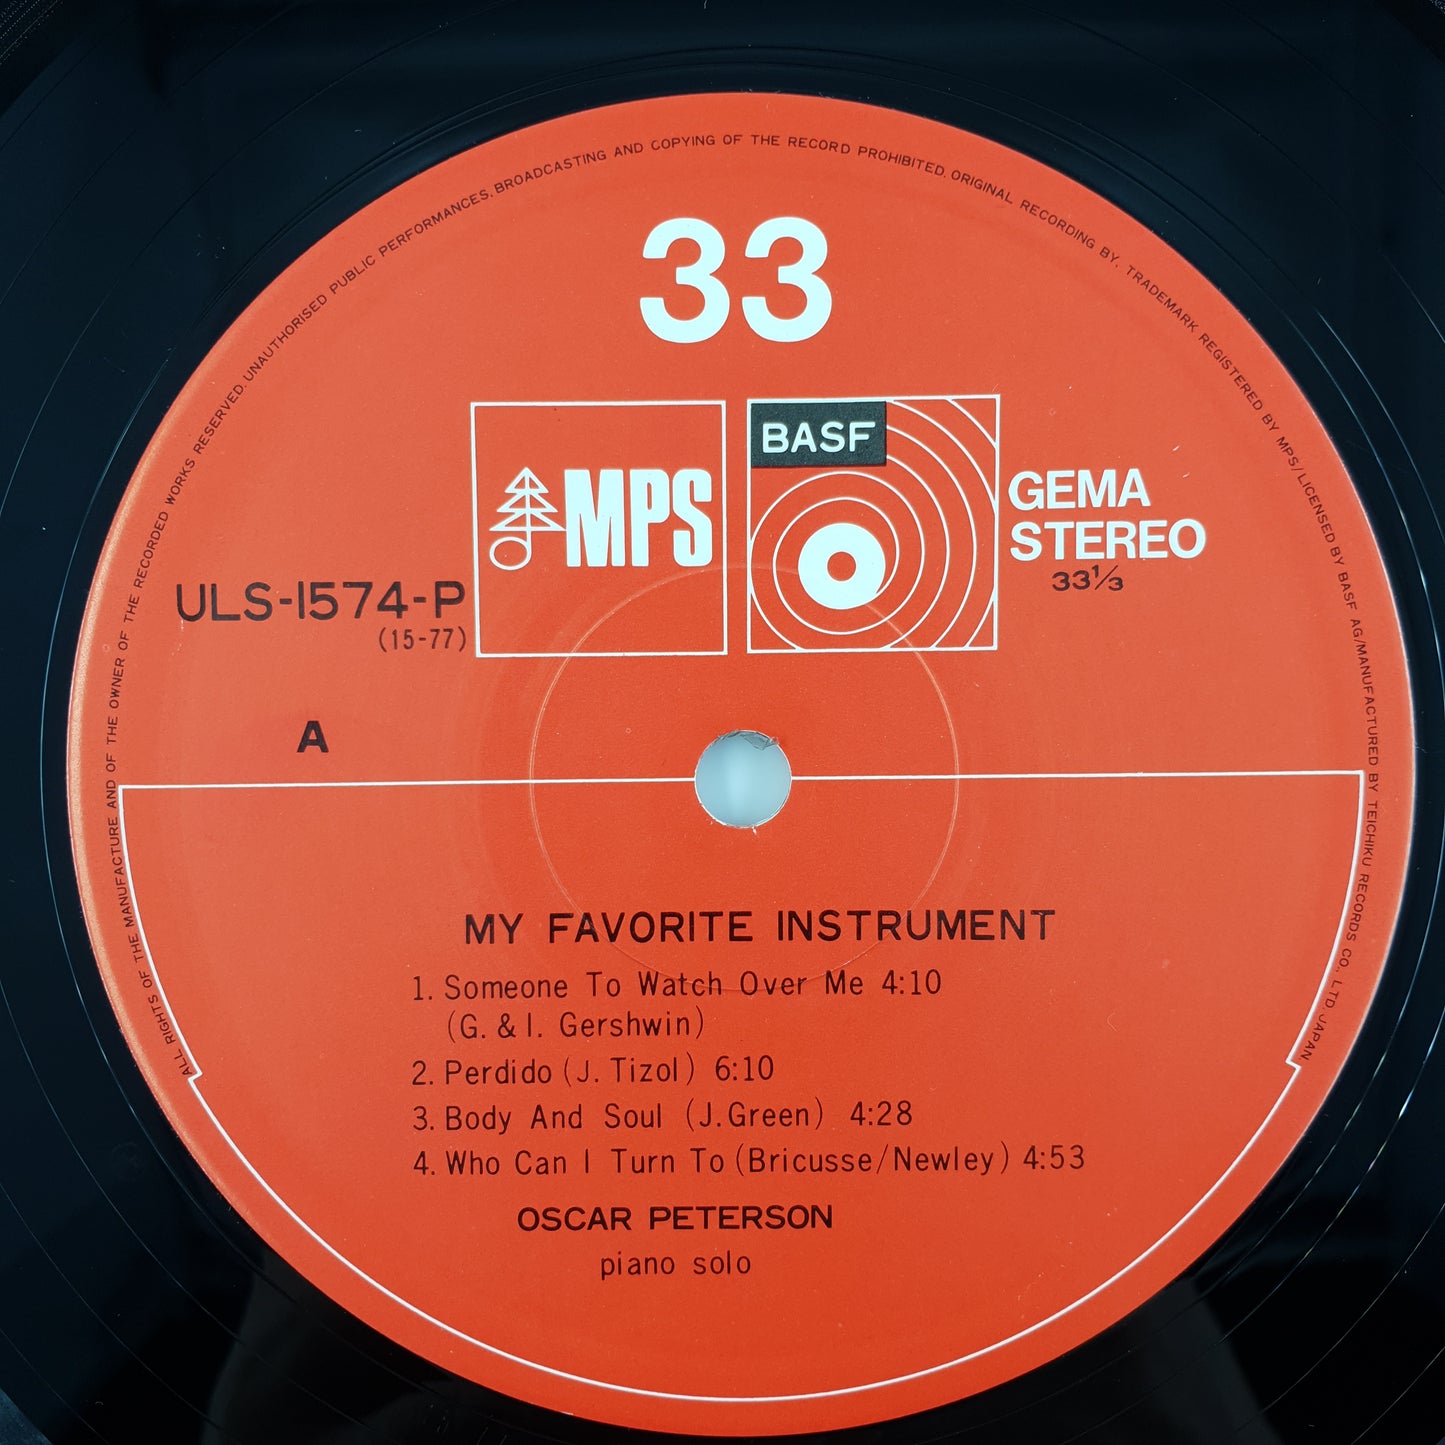 ALL RIGHTS OF THE MANUFACTURE AND OF THE OWNER OF THE RECORDED WORKS RESERVED. UNAUTHORISED PUBLIC PERFORMANCES. BROADCASTING AND COPYING OF THE RECORD PROHIBITED. ORIGINAL RECORDING BY. TRADEMARK REGISTERED BY MPS/LICENSED BY BASF AG/MANUFACTURED BY TEICHIKU RECORDS CO., LTD. JAPAN
33
MPS
BASF
GEMA
STEREO
33⅓
ULS-1574-P
(15-77)
A
MY FAVORITE INSTRUMENT
1. Someone To Watch Over Me 4:10
(G. & I. Gershwin)
2. Perdido (J. Tizol) 6:10
3. Body And Soul (J. Green) 4:28
4. Who Can I Turn To (Bricusse/Newley) 4:53
OSCAR PETERSON
piano solo